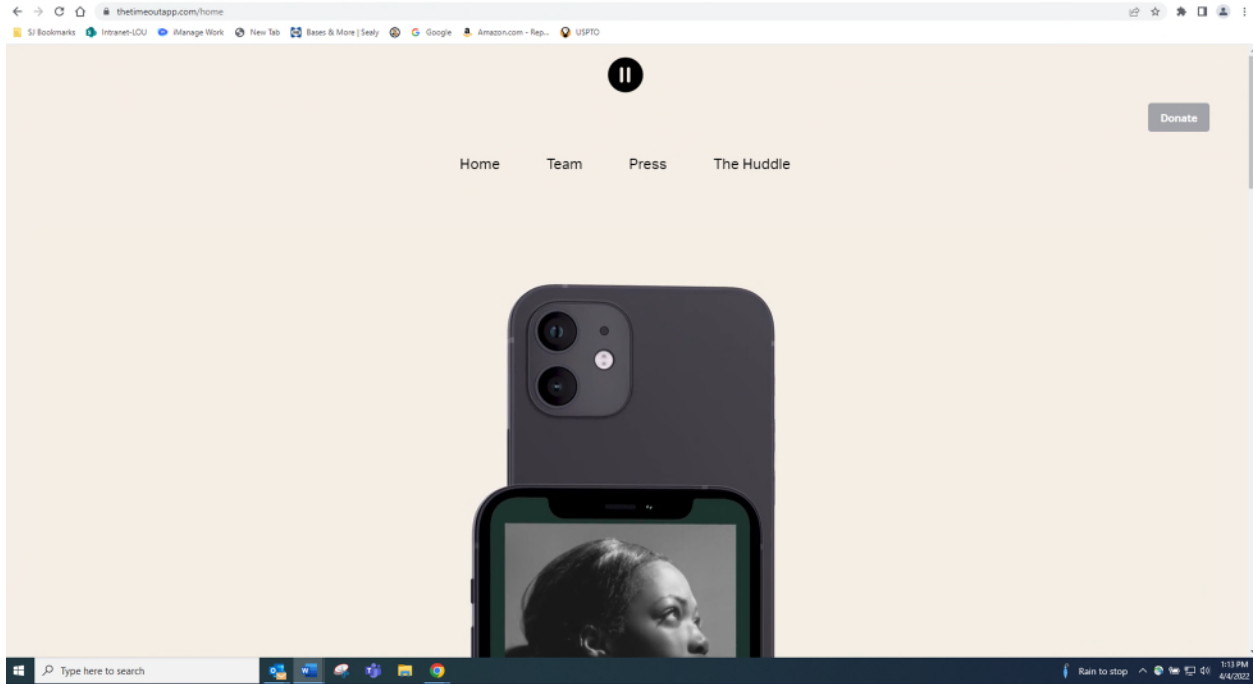 thetimeoutapp.com/home
SJ Bookmarks Intranet-LOU iManage Work New Tab Bases & More | Sealy Google Amazon.com - Rep... USPTO
Donate
Home Team Press The Huddle
Type here to search
Rain to stop
1:13 PM
4/4/2022